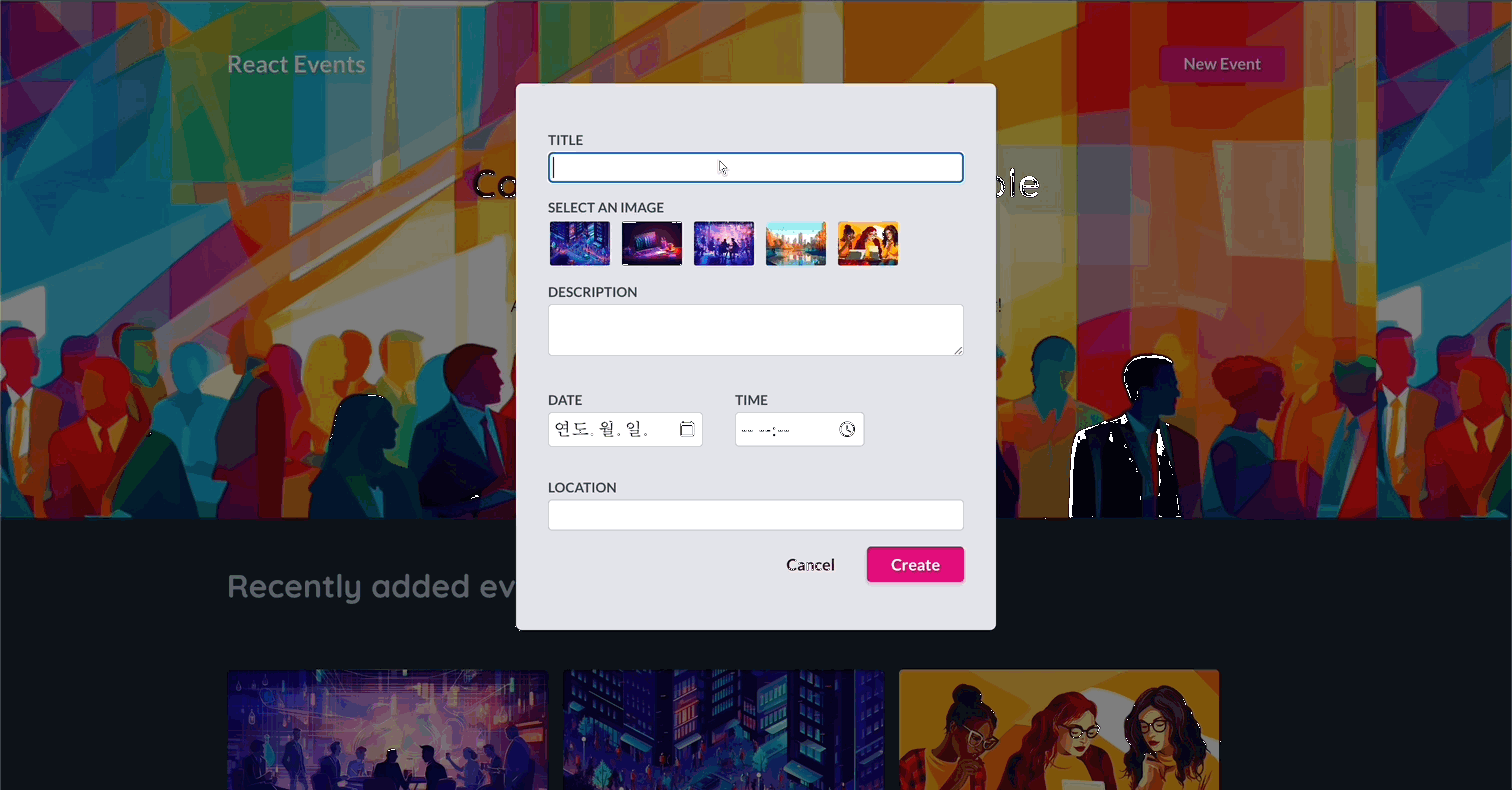 React Events
New Event
TITLE
SELECT AN IMAGE
DESCRIPTION
DATE
TIME
연도. 월. 일.
-- --:--
LOCATION
Cancel
Create
Recently added ev